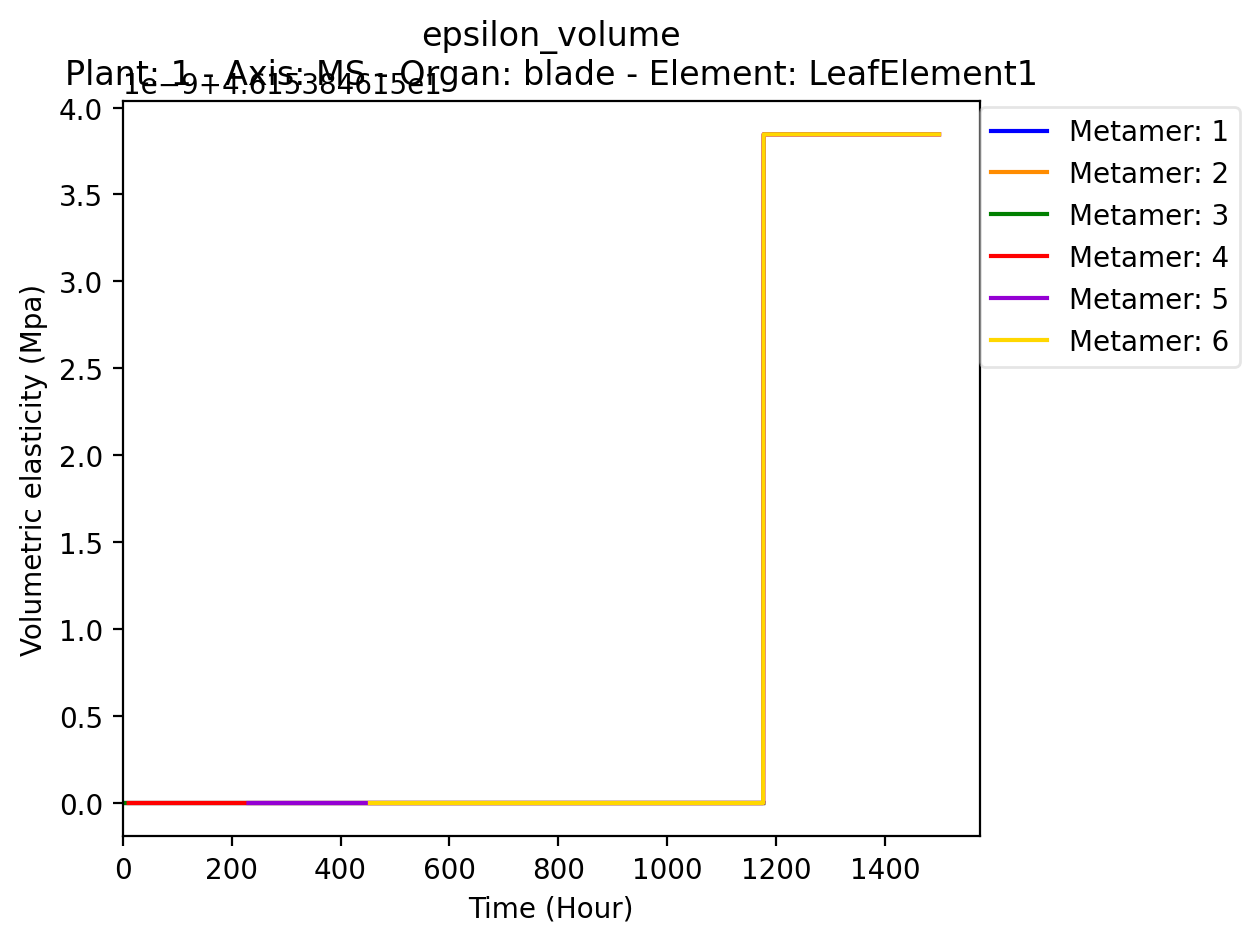 epsilon_volume
Plant: 1 - Axis: MS - Organ: blade - Element: LeafElement1
1e−9+4.615384615e1
4.0
3.5
3.0
2.5
2.0
1.5
1.0
0.5
0.0
Volumetric elasticity (Mpa)
0 200 400 600 800 1000 1200 1400
Time (Hour)
Metamer: 1
Metamer: 2
Metamer: 3
Metamer: 4
Metamer: 5
Metamer: 6